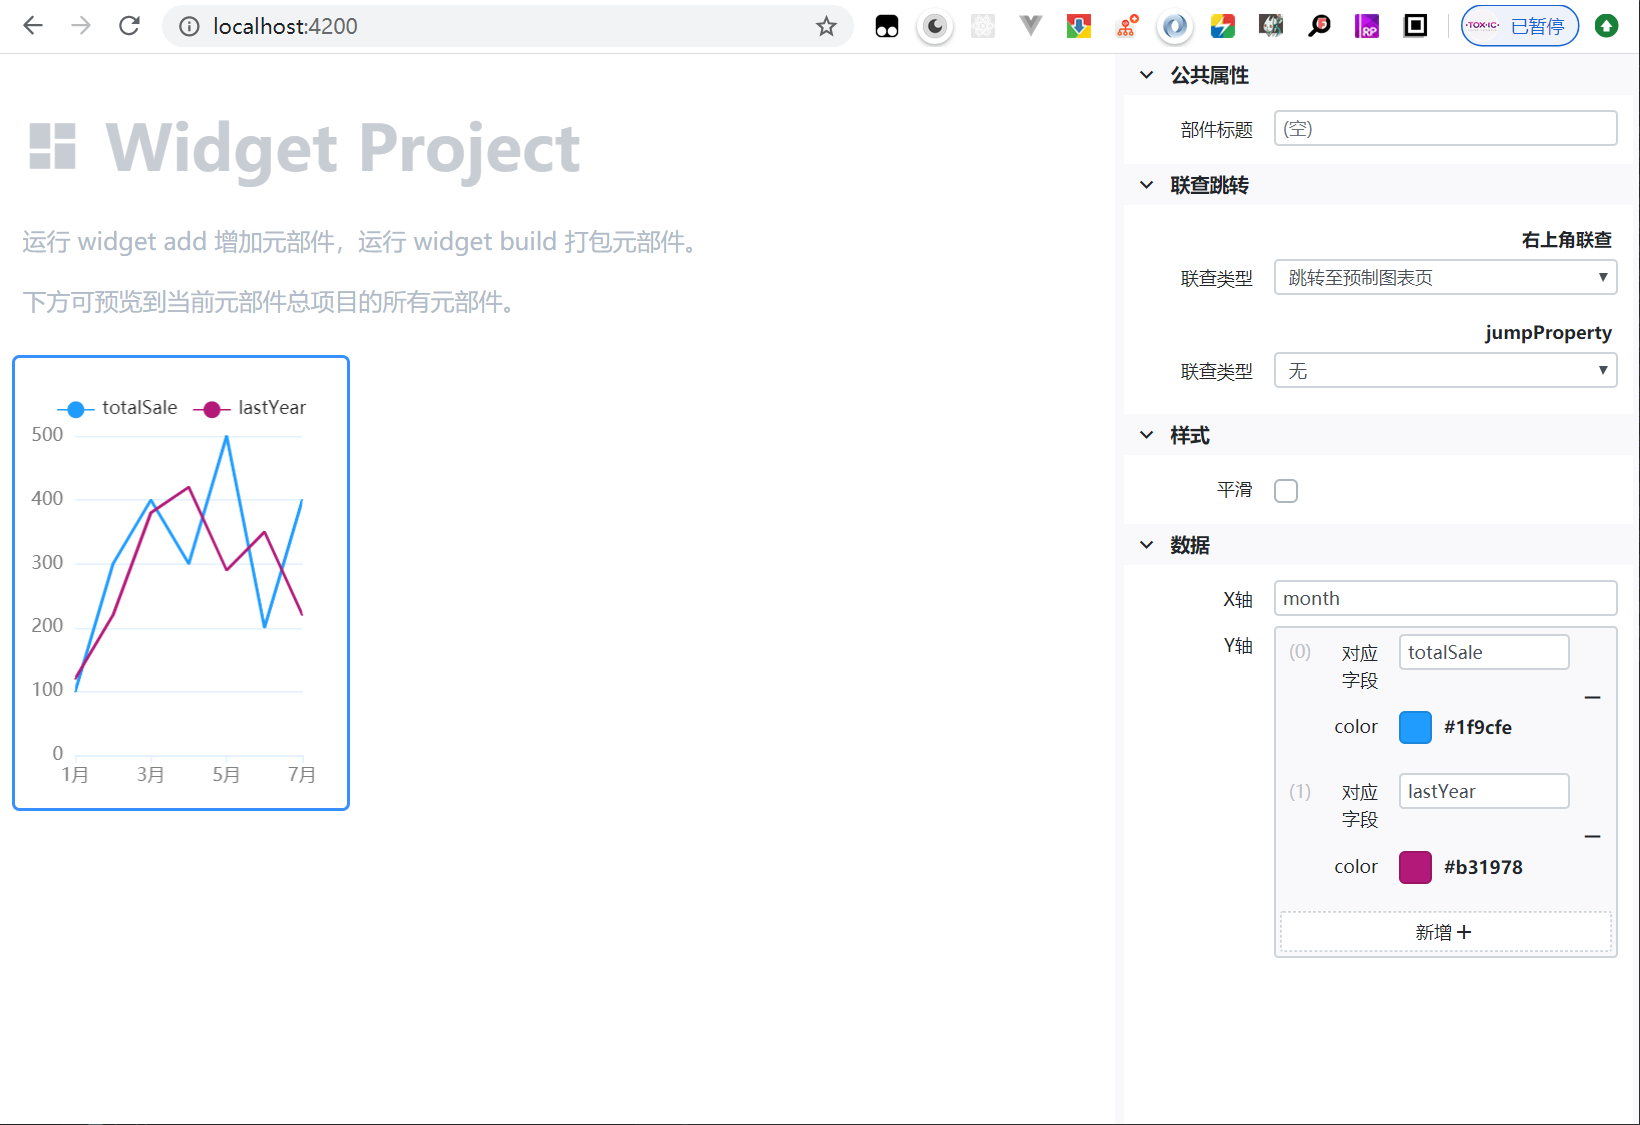 localhost:4200
TOX·IC
已暂停
RP
Widget Project
运行 widget add 增加元部件，运行 widget build 打包元部件。
下方可预览到当前元部件总项目的所有元部件。
totalSale lastYear
500
400
300
200
100
0
1月 3月 5月 7月
公共属性
部件标题 (空)
联查跳转
右上角联查
联查类型 跳转至预制图表页
jumpProperty
联查类型 无
样式
平滑
数据
X轴 month
Y轴 (0) 对应字段 totalSale
color #1f9cfe
(1) 对应字段 lastYear
color #b31978
新增